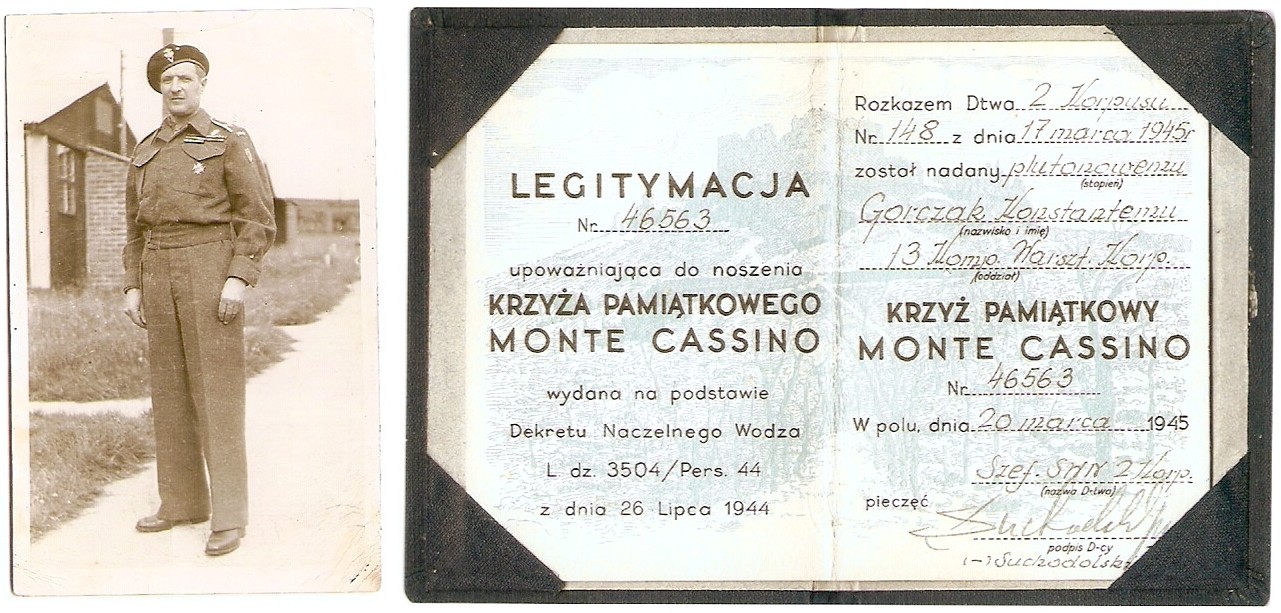 LEGITYMACJA
Nr. 46563
upoważniająca do noszenia
KRZYŻA PAMIĄTKOWEGO
MONTE CASSINO
wydana na podstawie
Dekretu Naczelnego Wodza
L dz. 3504/Pers. 44
z dnia 26 Lipca 1944
Rozkazem Dtwa 2 Korpusu
Nr 148 z dnia 17 marca 1945r
został nadany plutonowemu
(stopień)
Gorczak Konstantemu
(nazwisko i imię)
13 Komp. Warszt. Korp.
(oddział)
KRZYŻ PAMIĄTKOWY
MONTE CASSINO
Nr. 46563
W polu, dnia 20 marca 1945
Szef. 2 Korp.
(nazwa D-twa)
pieczęć
podpis D-cy
(-) Suchodolski